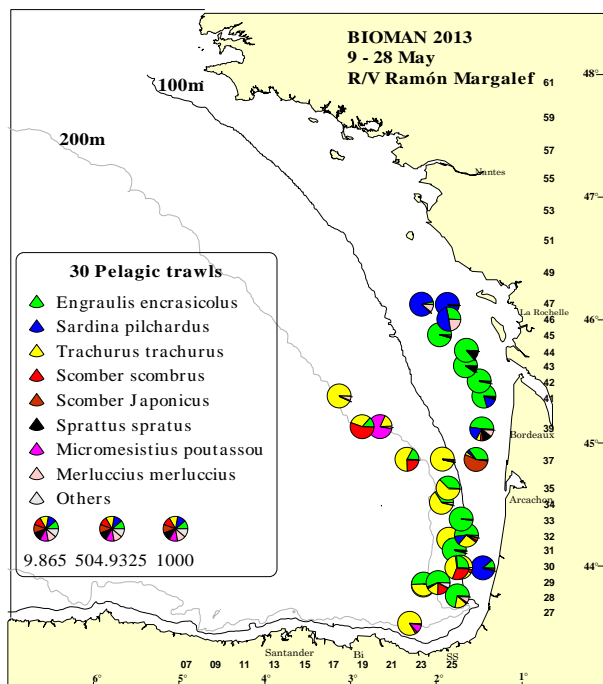 BIOMAN 2013
9 - 28 May
R/V Ramón Margalef
100m
200m
48°
47°
46°
45°
44°
61
59
57
55
53
51
49
47
46
45
44
43
42
41
39
37
35
34
33
32
31
30
29
28
27
Nantes
La Rochelle
Bordeaux
Arcachon
30 Pelagic trawls
Engraulis encrasicolus
Sardina pilchardus
Trachurus trachurus
Scomber scombrus
Scomber Japonicus
Sprattus spratus
Micromesistius poutassou
Merluccius merluccius
Others
9.865 504.9325 1000
Santander Bi SS
07 09 11 13 15 17 19 21 23 25
6° 5° 4° 3° 2° 1°